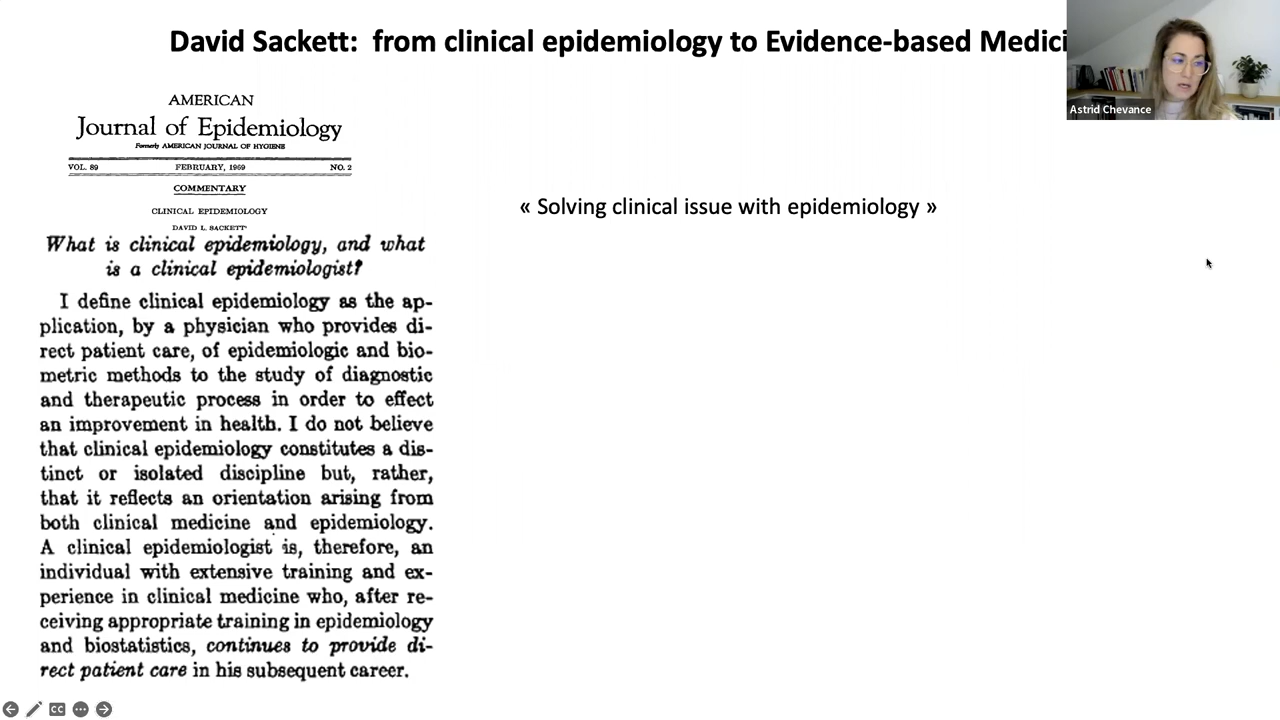 David Sackett: from clinical epidemiology to Evidence-based Medici
Astrid Chevance
AMERICAN
Journal of Epidemiology
Formerly AMERICAN JOURNAL OF HYGIENE
VOL. 89 FEBRUARY, 1969 NO. 2
COMMENTARY
CLINICAL EPIDEMIOLOGY
DAVID L. SACKETT
« Solving clinical issue with epidemiology »
What is clinical epidemiology, and what
is a clinical epidemiologist?
I define clinical epidemiology as the ap-
plication, by a physician who provides di-
rect patient care, of epidemiologic and bio-
metric methods to the study of diagnostic
and therapeutic process in order to effect
an improvement in health. I do not believe
that clinical epidemiology constitutes a dis-
tinct or isolated discipline but, rather,
that it reflects an orientation arising from
both clinical medicine and epidemiology.
A clinical epidemiologist is, therefore, an
individual with extensive training and ex-
perience in clinical medicine who, after re-
ceiving appropriate training in epidemiology
and biostatistics, continues to provide di-
rect patient care in his subsequent career.
CC